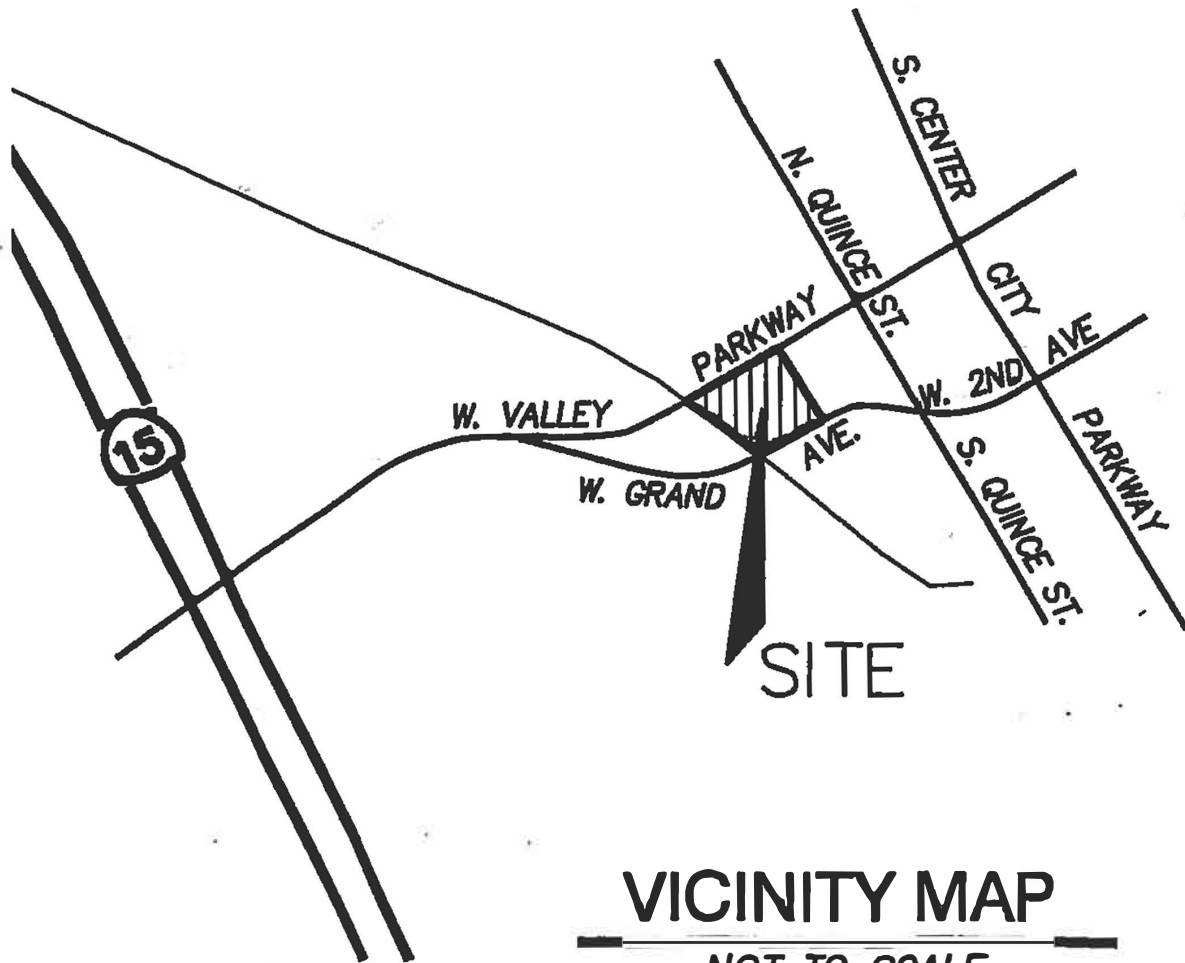 S. CENTER
CITY
PARKWAY
N. QUINCE
ST.
PARKWAY
W. VALLEY
W. 2ND
AVE
AVE.
W. GRAND
S. QUINCE ST.
15
SITE
VICINITY MAP
NOT TO SCALE